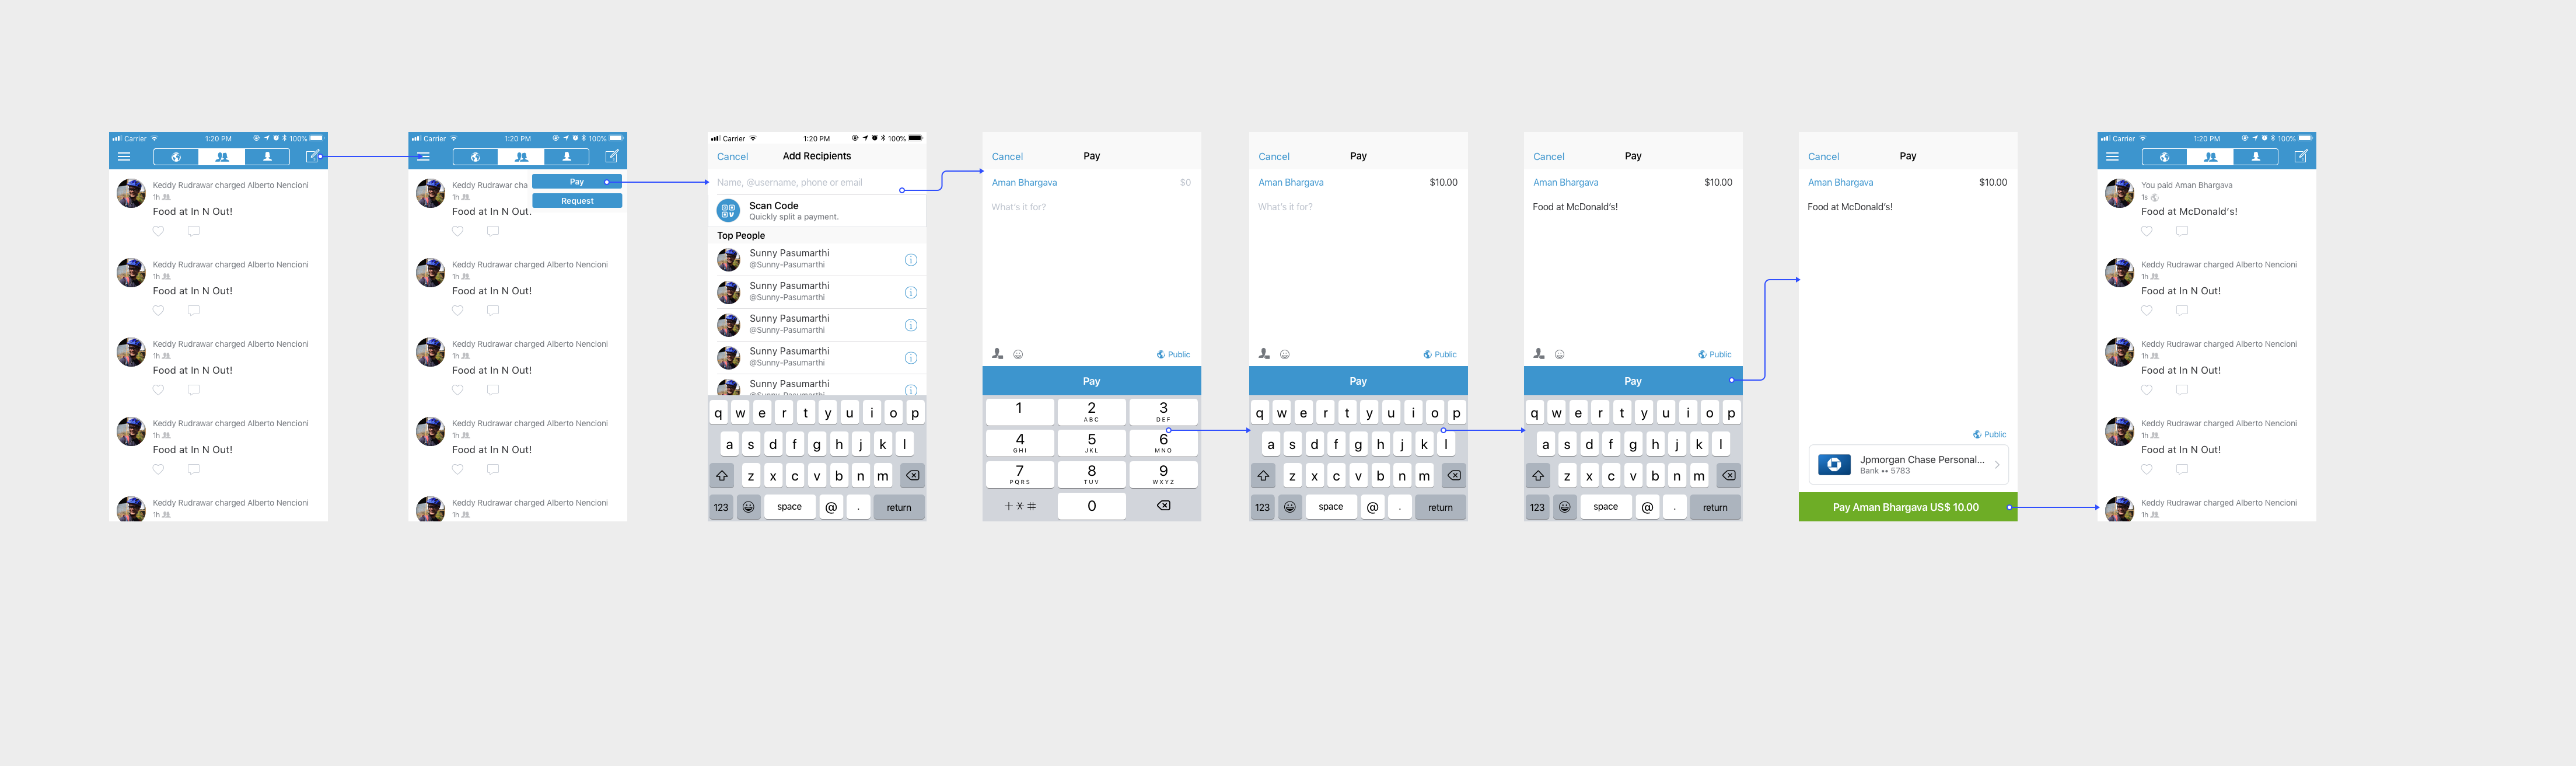 Carrier 1:20 PM 100%
Keddy Rudrawar charged Alberto Nencioni
1h
Food at In N Out!
Keddy Rudrawar charged Alberto Nencioni
1h
Food at In N Out!
Keddy Rudrawar charged Alberto Nencioni
1h
Food at In N Out!
Keddy Rudrawar charged Alberto Nencioni
1h
Food at In N Out!
Keddy Rudrawar charged Alberto Nencioni
1h
Carrier 1:20 PM 100%
Pay
Request
Keddy Rudrawar cha
1h
Food at In N Out.
Keddy Rudrawar charged Alberto Nencioni
1h
Food at In N Out!
Keddy Rudrawar charged Alberto Nencioni
1h
Food at In N Out!
Keddy Rudrawar charged Alberto Nencioni
1h
Food at In N Out!
Keddy Rudrawar charged Alberto Nencioni
1h
Carrier 1:20 PM 100%
Cancel Add Recipients
Name, @username, phone or email
Scan Code
Quickly split a payment.
Top People
Sunny Pasumarthi
@Sunny-Pasumarthi
Sunny Pasumarthi
@Sunny-Pasumarthi
Sunny Pasumarthi
@Sunny-Pasumarthi
Sunny Pasumarthi
@Sunny-Pasumarthi
Sunny Pasumarthi
@Sunny-Pasumarthi
q w e r t y u i o p
a s d f g h j k l
z x c v b n m
123 space @ . return
Cancel Pay
Aman Bhargava $0
What's it for?
Public
Pay
1 2 3
ABC DEF
4 5 6
GHI JKL MNO
7 8 9
PQRS TUV WXYZ
+*# 0
Cancel Pay
Aman Bhargava $10.00
What's it for?
Public
Pay
q w e r t y u i o p
a s d f g h j k l
z x c v b n m
123 space @ . return
Cancel Pay
Aman Bhargava $10.00
Food at McDonald's!
Public
Pay
q w e r t y u i o p
a s d f g h j k l
z x c v b n m
123 space @ . return
Cancel Pay
Aman Bhargava $10.00
Food at McDonald's!
Public
Jpmorgan Chase Personal...
Bank •• 5783
Pay Aman Bhargava US$ 10.00
Carrier 1:20 PM 100%
You paid Aman Bhargava
1s
Food at McDonald's!
Keddy Rudrawar charged Alberto Nencioni
1h
Food at In N Out!
Keddy Rudrawar charged Alberto Nencioni
1h
Food at In N Out!
Keddy Rudrawar charged Alberto Nencioni
1h
Food at In N Out!
Keddy Rudrawar charged Alberto Nencioni
1h